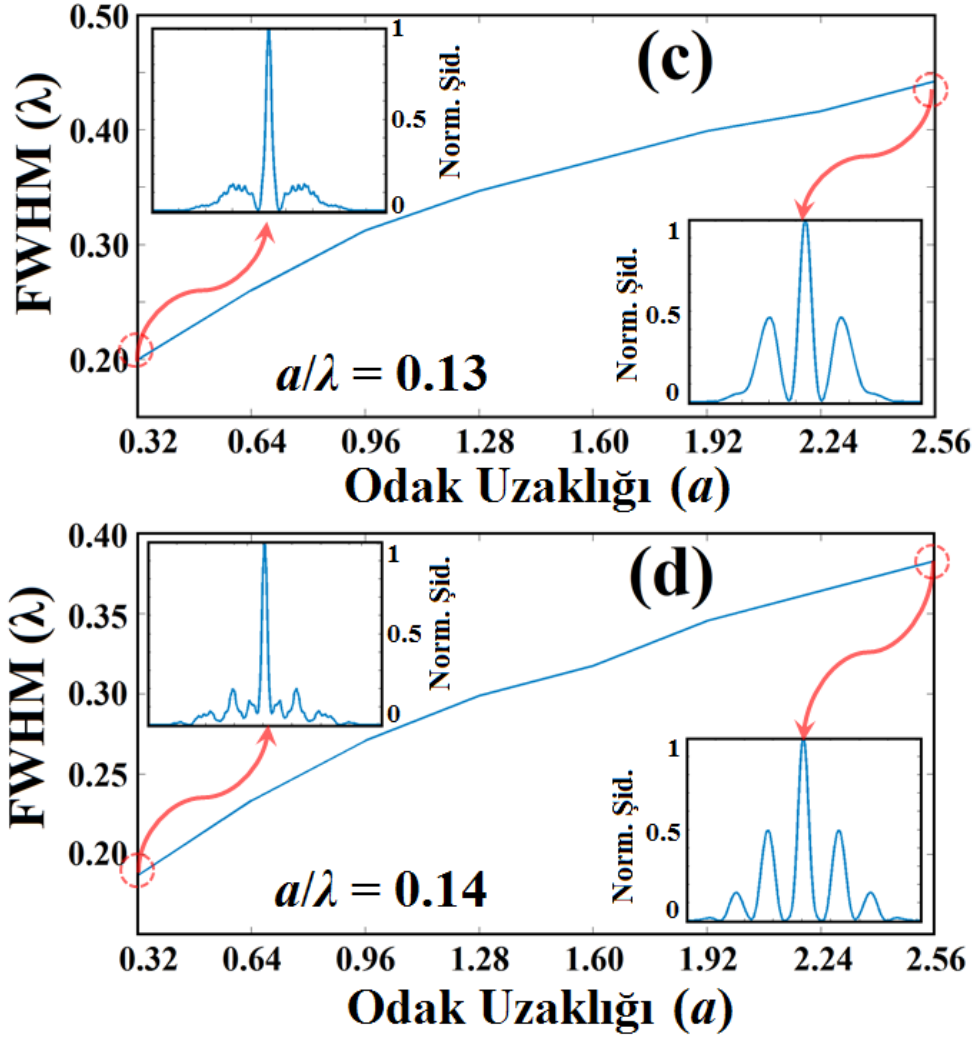 (c)
FWHM (λ)
0.50
0.40
0.30
0.20
Norm. Şid.
1
0.5
0
Norm. Şid.
1
0.5
0
a/λ = 0.13
0.32 0.64 0.96 1.28 1.60 1.92 2.24 2.56
Odak Uzaklığı (a)
(d)
FWHM (λ)
0.40
0.35
0.30
0.25
0.20
Norm. Şid.
1
0.5
0
Norm. Şid.
1
0.5
0
a/λ = 0.14
0.32 0.64 0.96 1.28 1.60 1.92 2.24 2.56
Odak Uzaklığı (a)